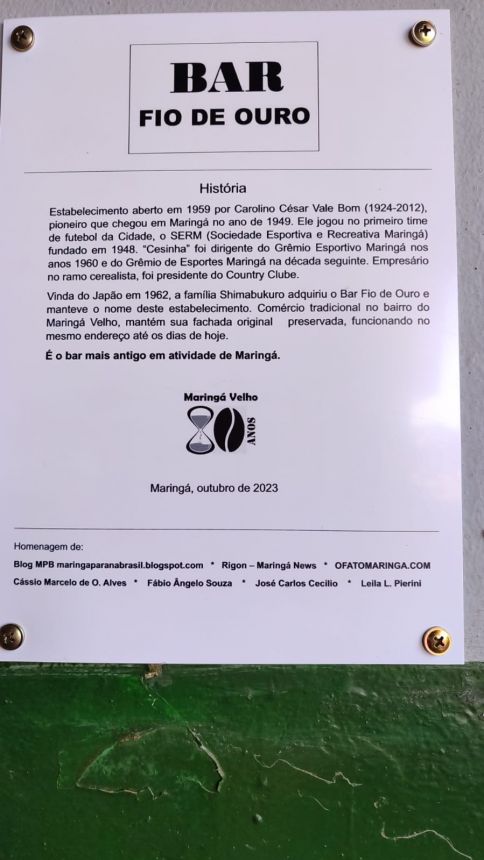 BAR
FIO DE OURO
História
Estabelecimento aberto em 1959 por Carolino César Vale Bom (1924-2012),
pioneiro que chegou em Maringá no ano de 1949. Ele jogou no primeiro time
de futebol da Cidade, o SERM (Sociedade Esportiva e Recreativa Maringá)
fundado em 1948. "Cesinha" foi dirigente do Grêmio Esportivo Maringá nos
anos 1960 e do Grêmio de Esportes Maringá na década seguinte. Empresário
no ramo cerealista, foi presidente do Country Clube.
Vinda do Japão em 1962, a família Shimabukuro adquiriu o Bar Fio de Ouro e
manteve o nome deste estabelecimento. Comércio tradicional no bairro do
Maringá Velho, mantém sua fachada original preservada, funcionando no
mesmo endereço até os dias de hoje.
É o bar mais antigo em atividade de Maringá.
Maringá Velho
80 ANOS
Maringá, outubro de 2023
Homenagem de:
Blog MPB maringaparanabrasil.blogspot.com * Rigon – Maringá News * OFATOMARINGA.COM
Cássio Marcelo de O. Alves * Fábio Ângelo Souza * José Carlos Cecílio * Leila L. Pierini